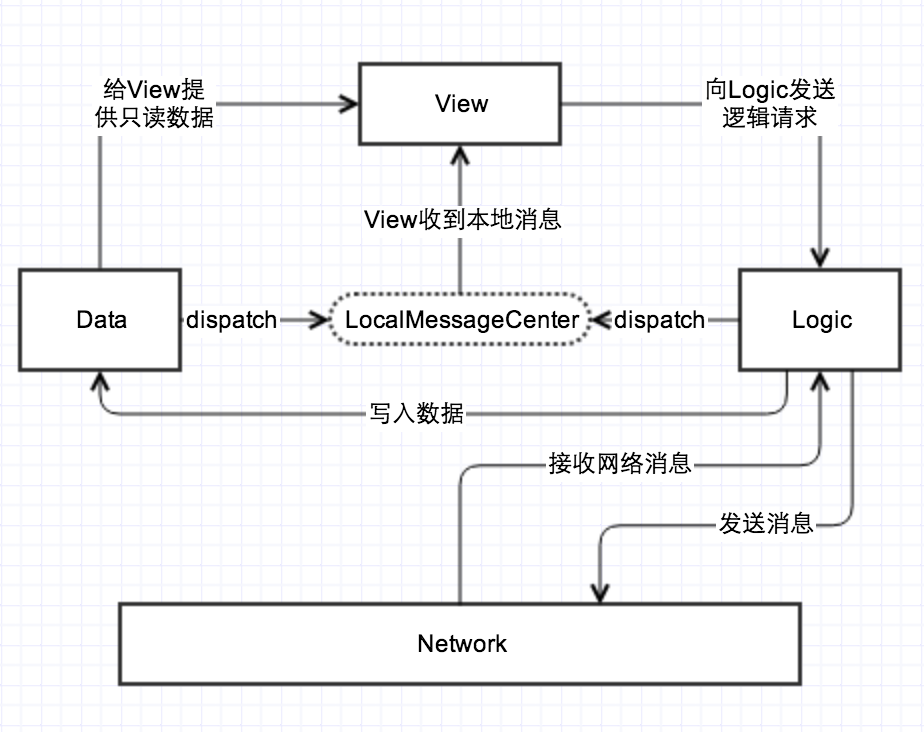 给View提
供只读数据
View
向Logic发送
逻辑请求
View收到本地消息
Data
dispatch
LocalMessageCenter
dispatch
Logic
写入数据
接收网络消息
发送消息
Network